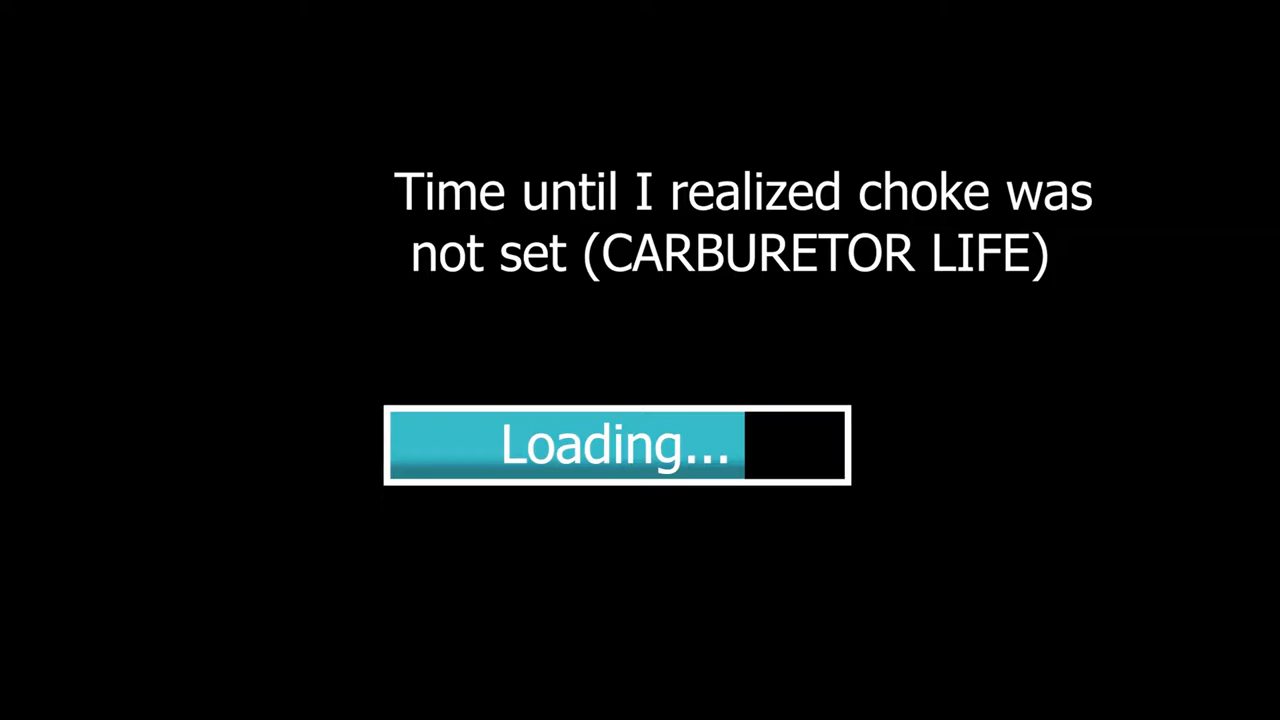 Time until I realized choke was
not set (CARBURETOR LIFE)
Loading...